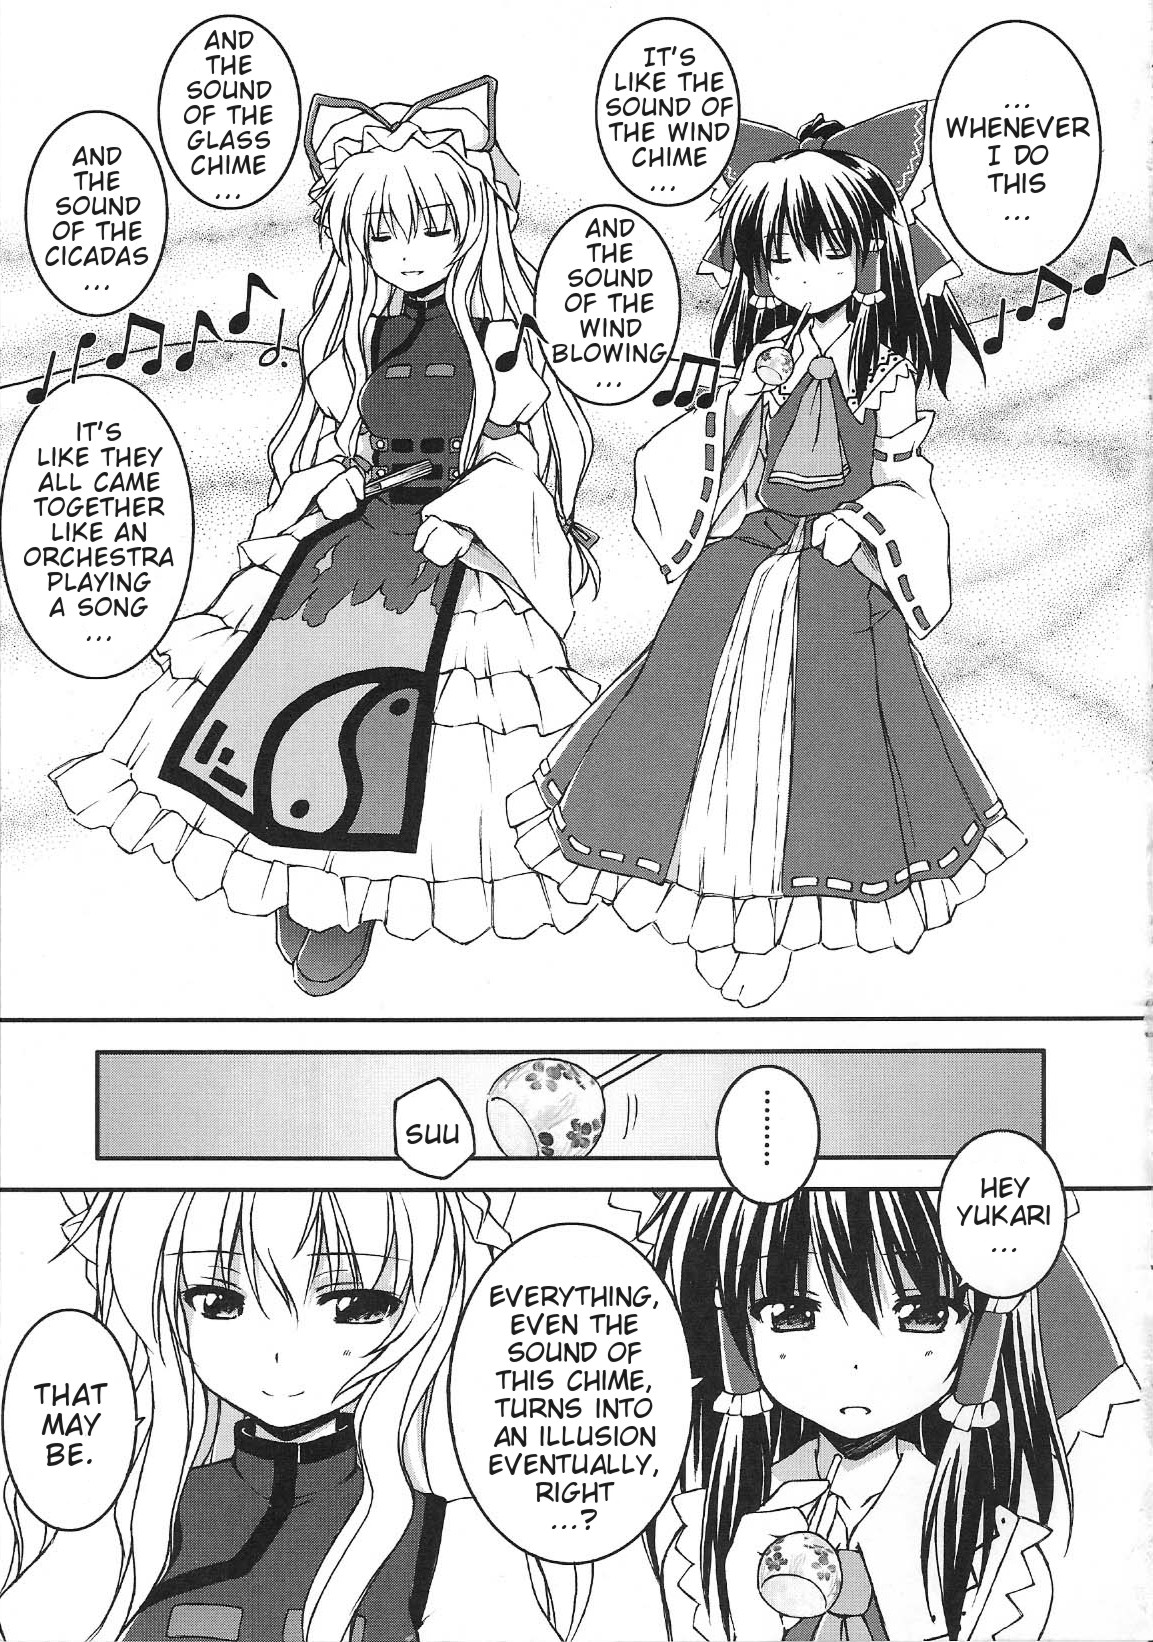 ...
WHENEVER
I DO
THIS
...
IT'S
LIKE THE
SOUND OF
THE WIND
CHIME
...
AND
THE
SOUND
OF THE
WIND
BLOWING
...
AND
THE
SOUND
OF THE
GLASS
CHIME
...
AND
THE
SOUND
OF THE
CICADAS
...
IT'S
LIKE THEY
ALL CAME
TOGETHER
LIKE AN
ORCHESTRA
PLAYING
A SONG
...
.........
SUU
HEY
YUKARI
...
EVERYTHING,
EVEN THE
SOUND OF
THIS CHIME,
TURNS INTO
AN ILLUSION
EVENTUALLY,
RIGHT
...?
THAT
MAY
BE.